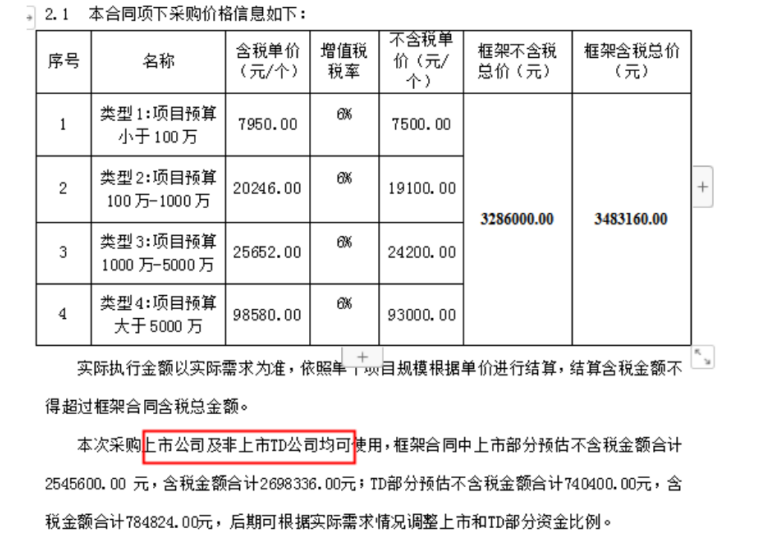 2.1 本合同项下采购价格信息如下：
序号 名称 含税单价（元/个） 增值税税率 不含税单价（元/个） 框架不含税总价（元） 框架含税总价（元）
1 类型1:项目预算小于100万 7950.00 6% 7500.00
2 类型2:项目预算100万-1000万 20246.00 6% 19100.00
3 类型3:项目预算1000万-5000万 25652.00 6% 24200.00
4 类型4:项目预算大于5000万 98580.00 6% 93000.00
3286000.00 3483160.00
实际执行金额以实际需求为准，依照单个项目规模根据单价进行结算，结算含税金额不
得超过框架合同含税总金额。
本次采购上市公司及非上市TD公司均可使用，框架合同中上市部分预估不含税金额合计
2545600.00 元，含税金额合计2698336.00元；TD部分预估不含税金额合计740400.00元，含
税金额合计784824.00元，后期可根据实际需求情况调整上市和TD部分资金比例。